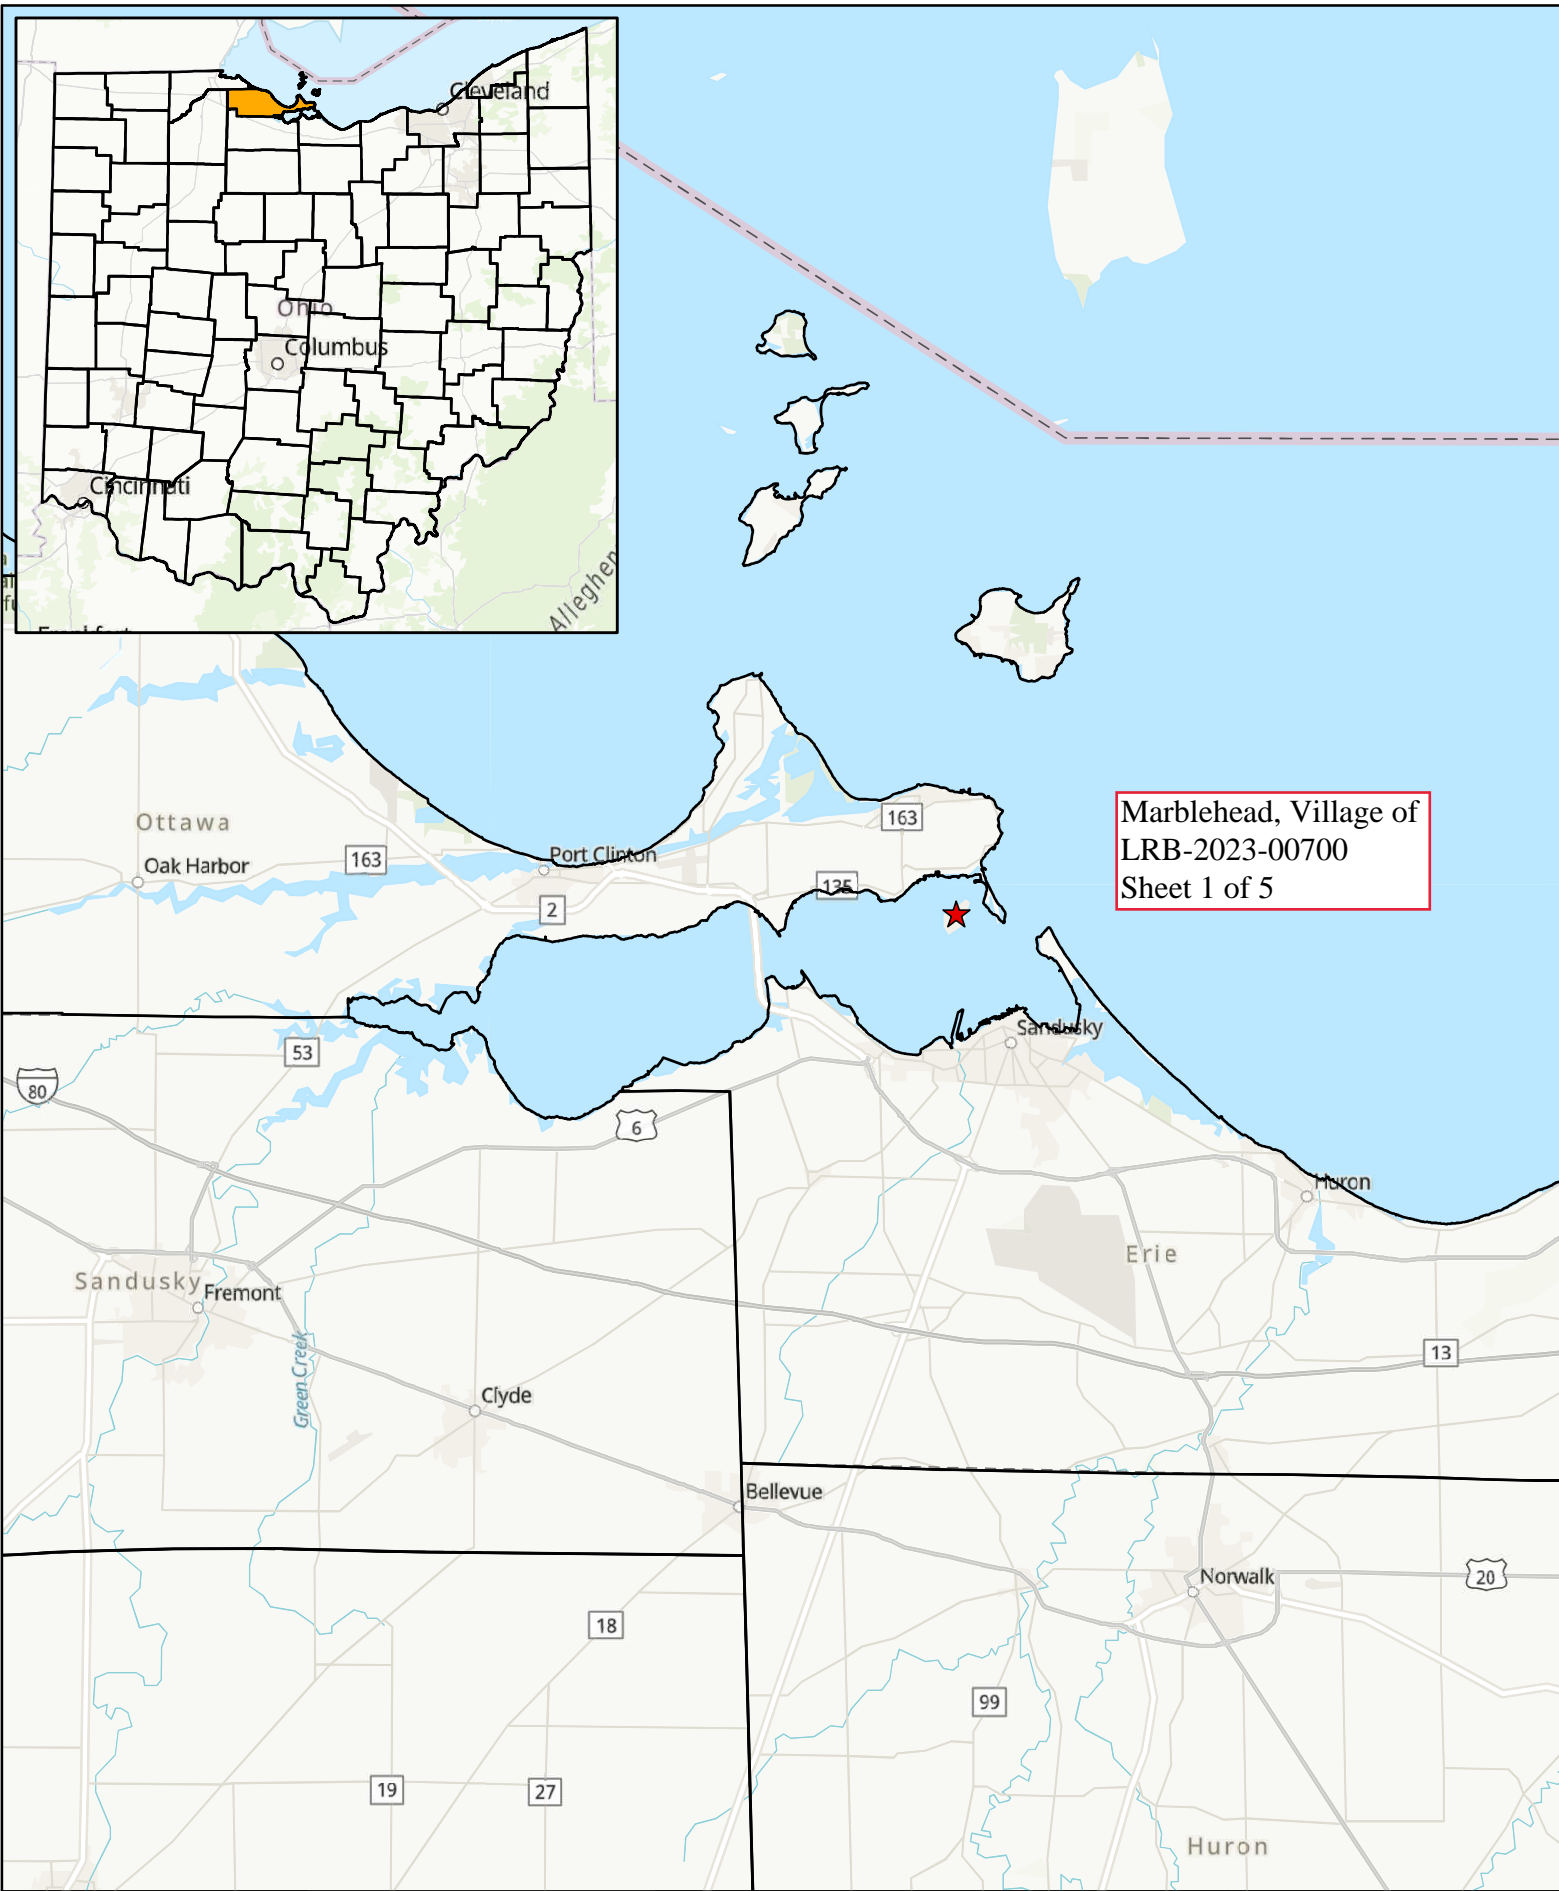 Cleveland
Ohio
Columbus
Cincinnati
Alleghen
Marblehead, Village of
LRB-2023-00700
Sheet 1 of 5
163
Ottawa
Port Clinton
163
Oak Harbor
135
2
Sandusky
53
80
6
Huron
Erie
Sandusky
Fremont
13
Green Creek
Clyde
Bellevue
Norwalk
20
18
99
19
27
Huron